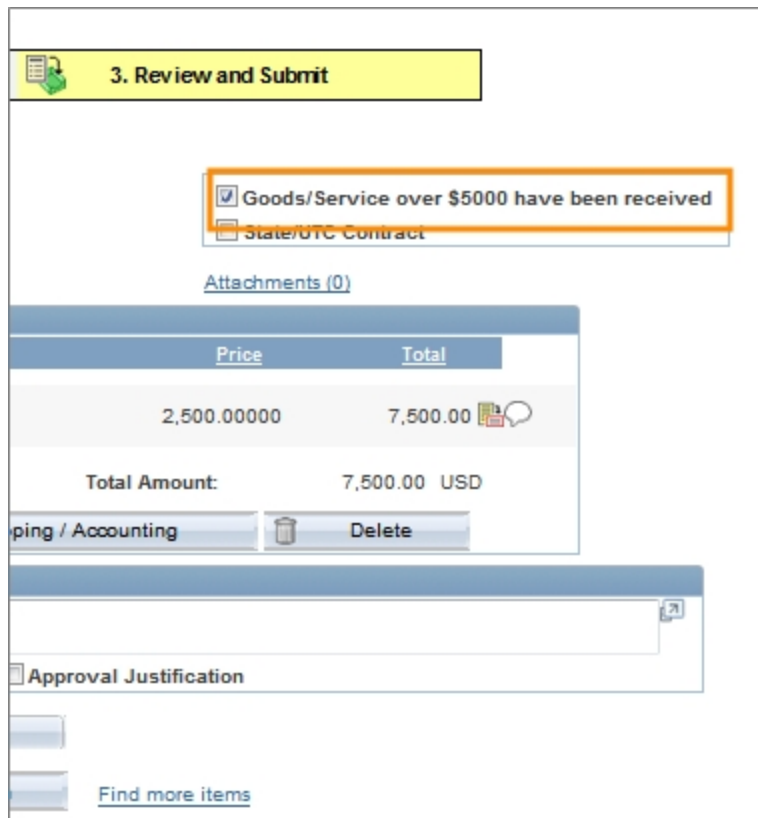 3. Review and Submit
Goods/Service over $5000 have been received
State/UTC Contract
Attachments (0)
Price Total
2,500.00000 7,500.00
Total Amount: 7,500.00 USD
ping / Accounting Delete
Approval Justification
Find more items